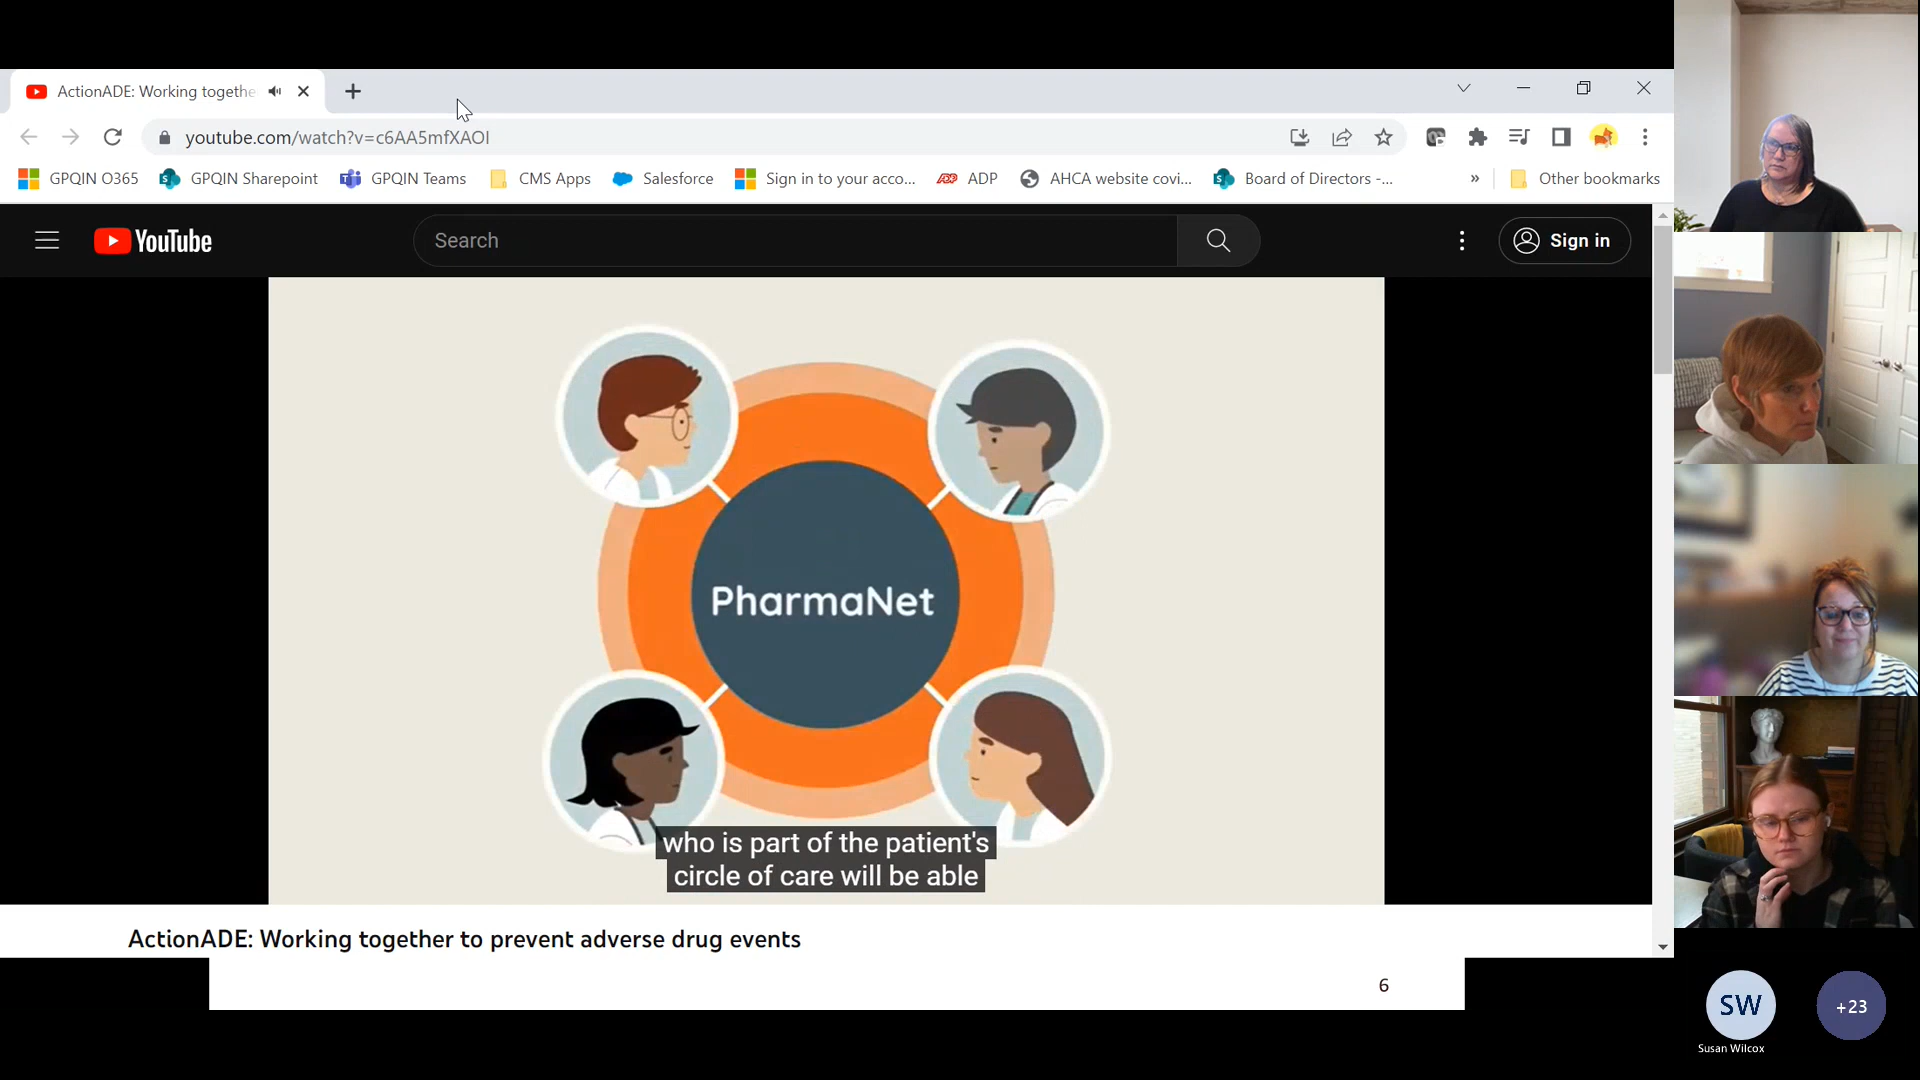 ActionADE: Working togethe
youtube.com/watch?v=c6AA5mfXAOI
GPQIN O365
GPQIN Sharepoint
GPQIN Teams
CMS Apps
Salesforce
Sign in to your acco...
ADP
ADP
AHCA website covi...
Board of Directors -...
»
Other bookmarks
YouTube
Search
Sign in
PharmaNet
who is part of the patient's
circle of care will be able
ActionADE: Working together to prevent adverse drug events
6
SW
+23
Susan Wilcox